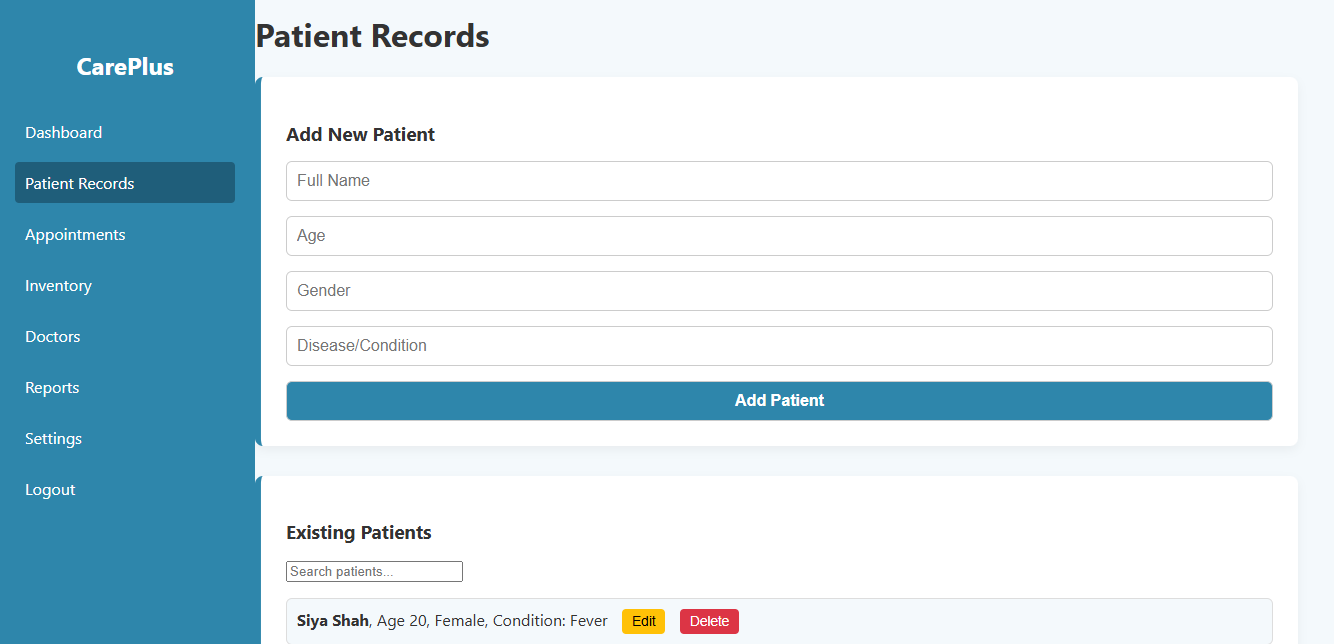 CarePlus
Dashboard
Patient Records
Appointments
Inventory
Doctors
Reports
Settings
Logout
Patient Records
Add New Patient
Full Name
Age
Gender
Disease/Condition
Add Patient
Existing Patients
Search patients...
Siya Shah, Age 20, Female, Condition: Fever Edit Delete